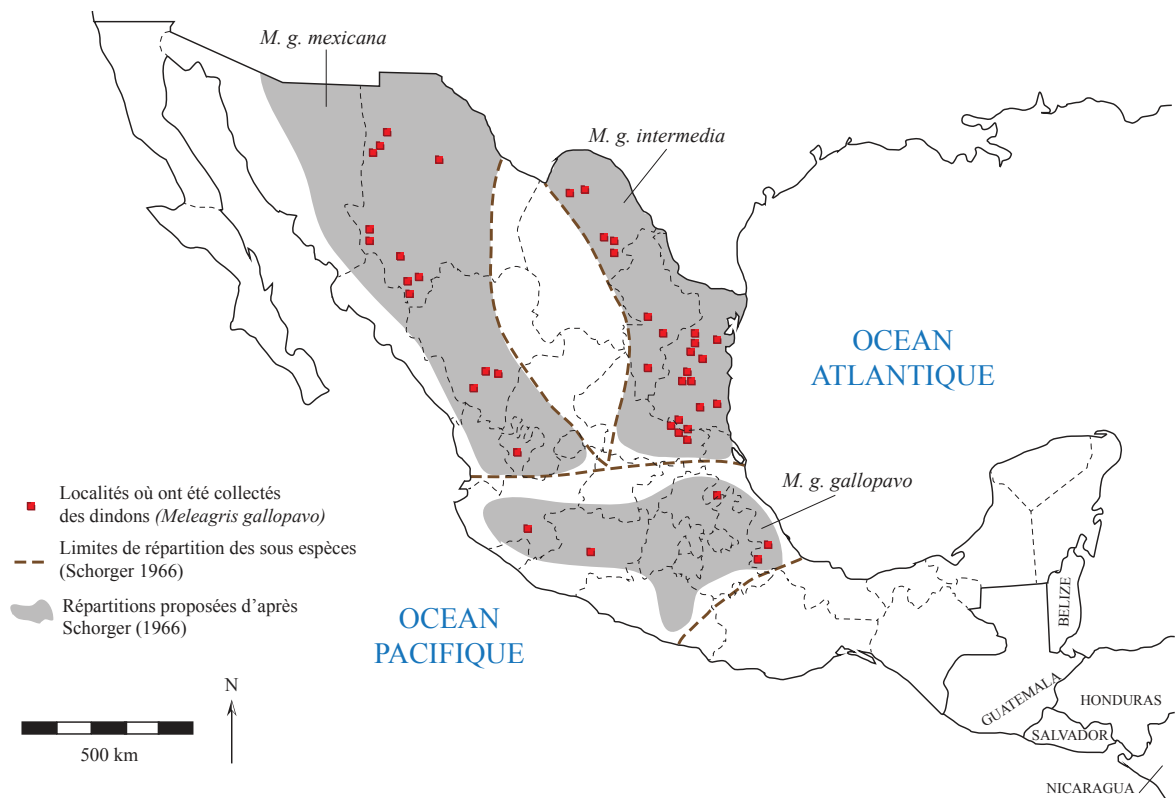 M. g. mexicana
M. g. intermedia
OCEAN
ATLANTIQUE
M. g. gallopavo
Localités où ont été collectés
des dindons (Meleagris gallopavo)
Limites de répartition des sous espèces
(Schorger 1966)
Répartitions proposées d'après
Schorger (1966)
OCEAN
PACIFIQUE
BELIZE
GUATEMALA
HONDURAS
SALVADOR
NICARAGUA
N
500 km